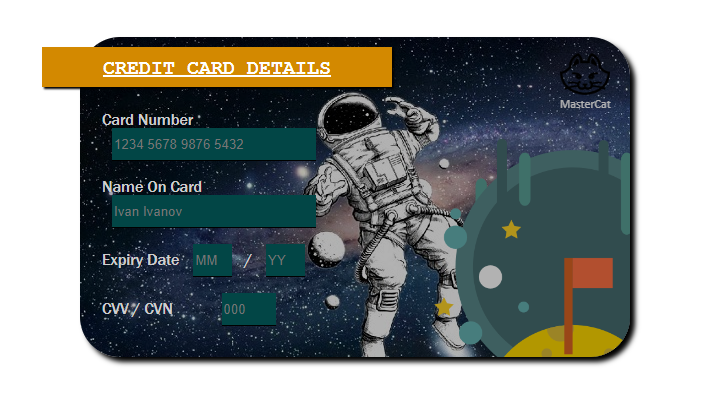 CREDIT CARD DETAILS
MasterCat
Card Number
1234 5678 9876 5432
Name On Card
Ivan Ivanov
Expiry Date MM / YY
CVV / CVN 000